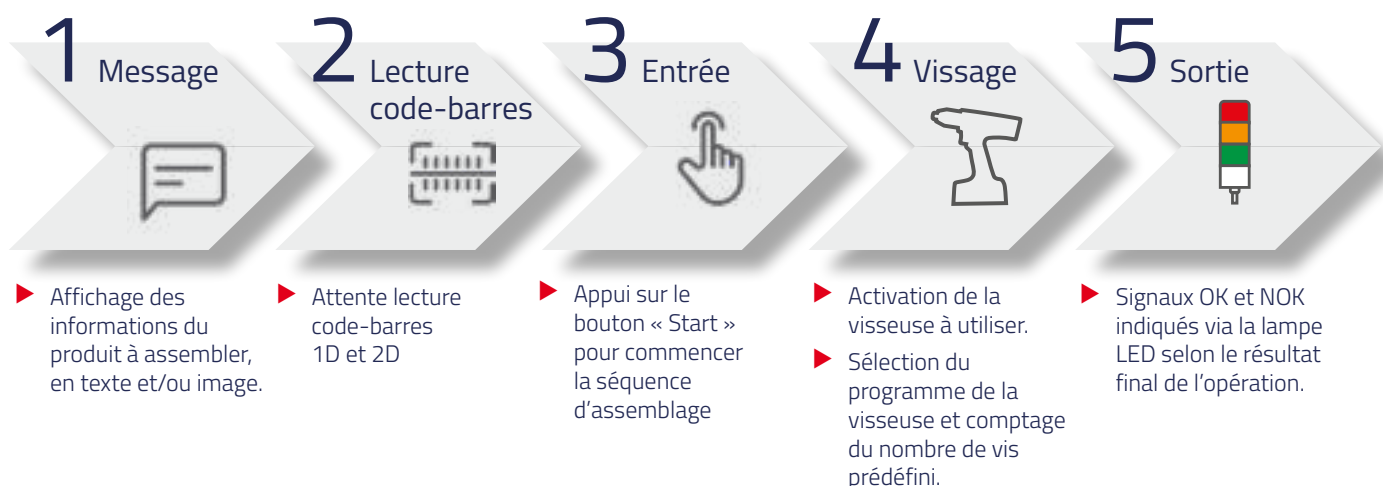 1 Message
2 Lecture
code-barres
3 Entrée
4 Vissage
5 Sortie
Affichage des
informations du
produit à assembler,
en texte et/ou image.
Attente lecture
code-barres
1D et 2D
Appui sur le
bouton « Start »
pour commencer
la séquence
d’assemblage
Activation de la
visseuse à utiliser.
Sélection du
programme de la
visseuse et comptage
du nombre de vis
prédéfini.
Signaux OK et NOK
indiqués via la lampe
LED selon le résultat
final de l’opération.